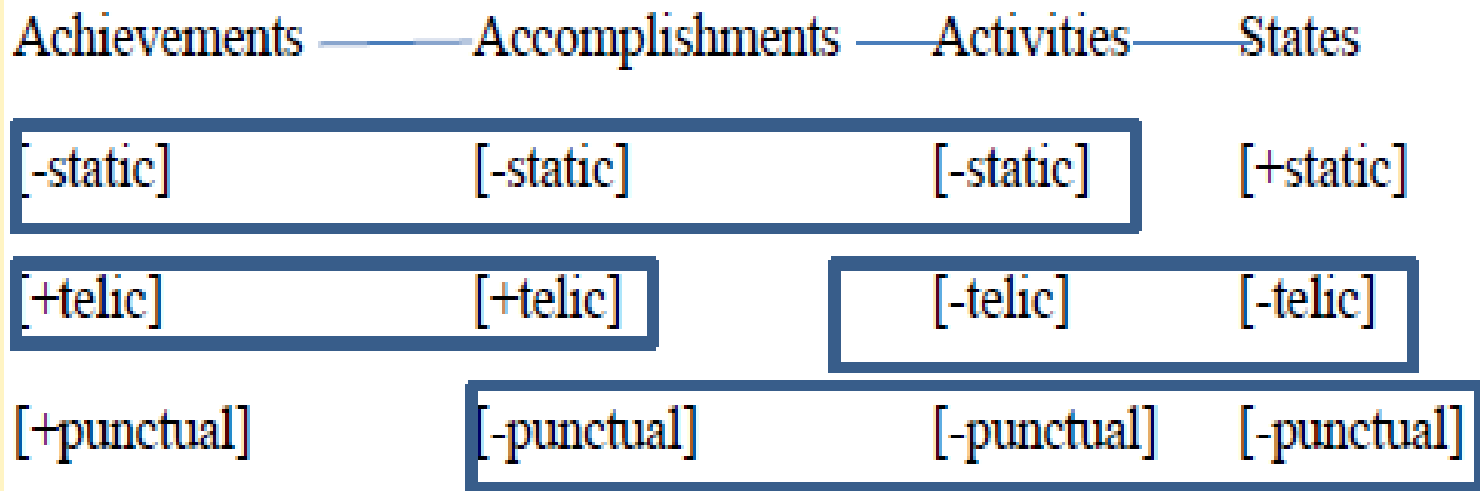 Achievements Accomplishments Activities States
[-static] [-static] [-static] [+static]
[+telic] [+telic] [-telic] [-telic]
[+punctual] [-punctual] [-punctual] [-punctual]